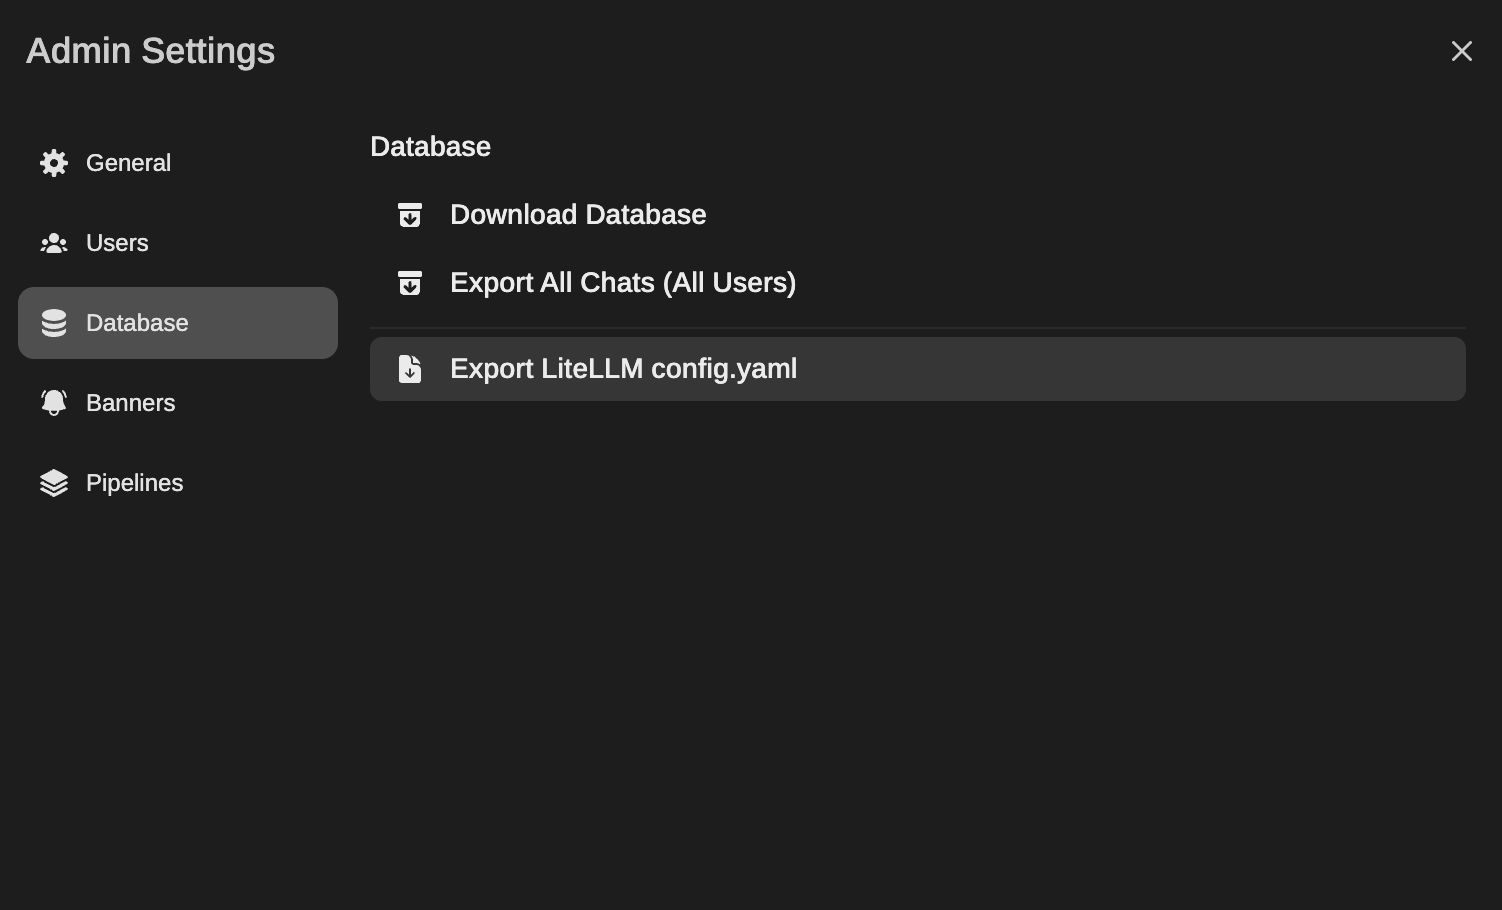 Admin Settings
General
Users
Database
Banners
Pipelines
Database
Download Database
Export All Chats (All Users)
Export LiteLLM config.yaml